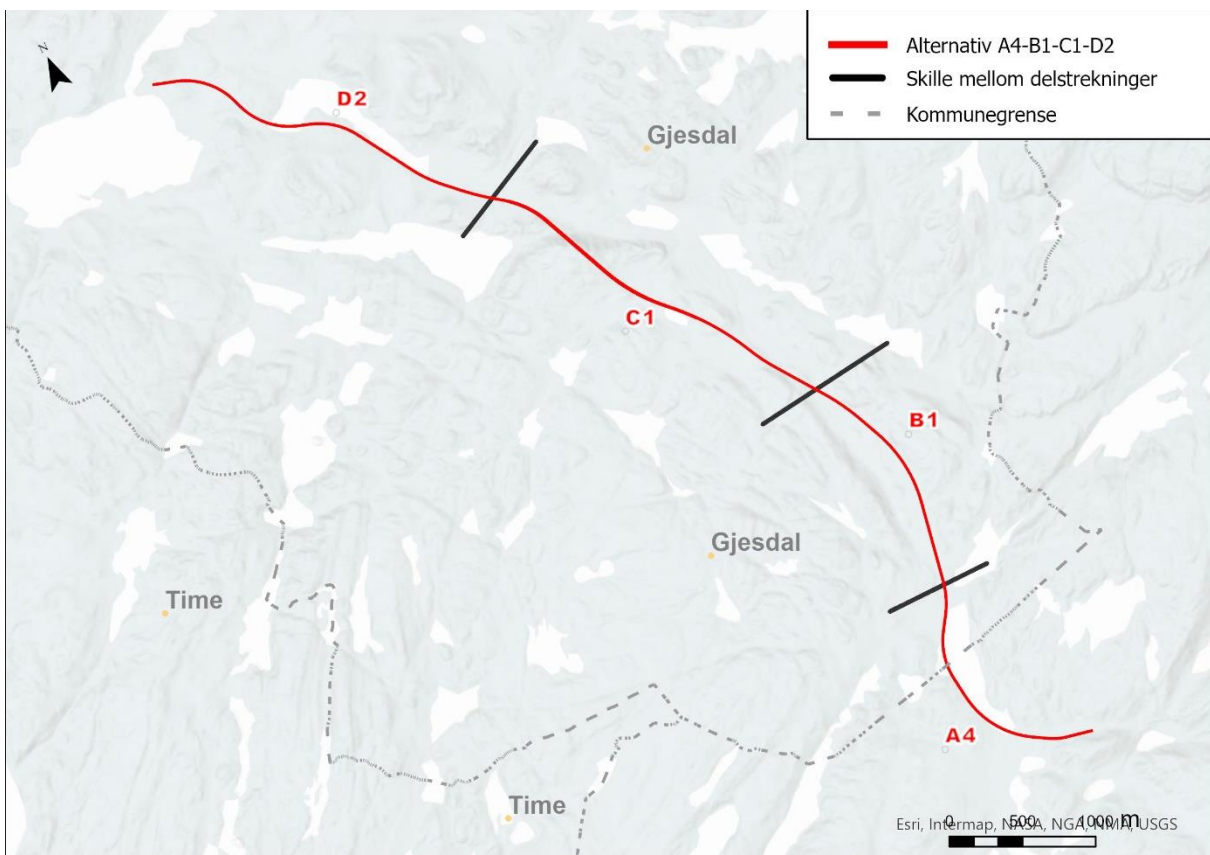 Alternativ A4-B1-C1-D2
Skille mellom delstrekninger
Kommunegrense
N
D2
Gjesdal
C1
B1
Gjesdal
Time
A4
Time
0 500 1000 m
Esri, Intermap, NASA, NGA, NMA, USGS